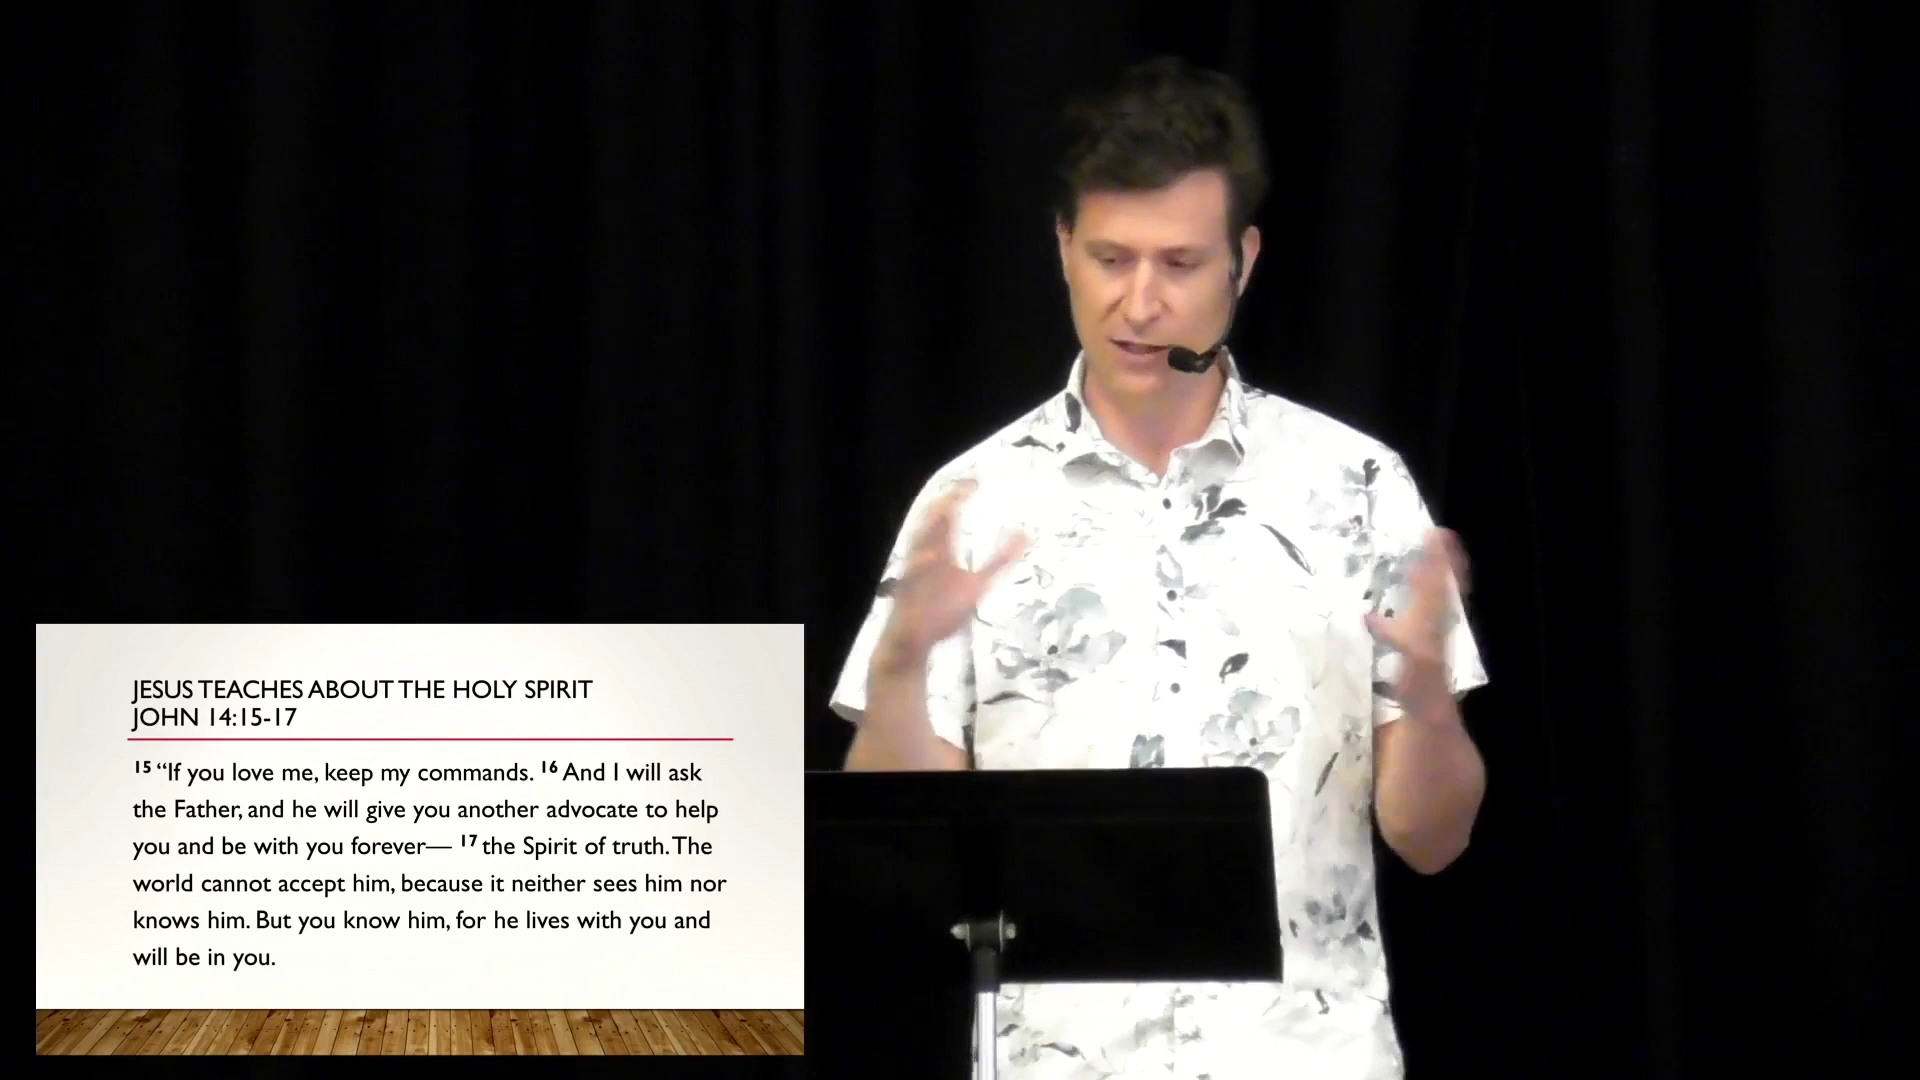 JESUS TEACHES ABOUT THE HOLY SPIRIT
JOHN 14:15-17
15 “If you love me, keep my commands. 16 And I will ask
the Father, and he will give you another advocate to help
you and be with you forever— 17 the Spirit of truth. The
world cannot accept him, because it neither sees him nor
knows him. But you know him, for he lives with you and
will be in you.